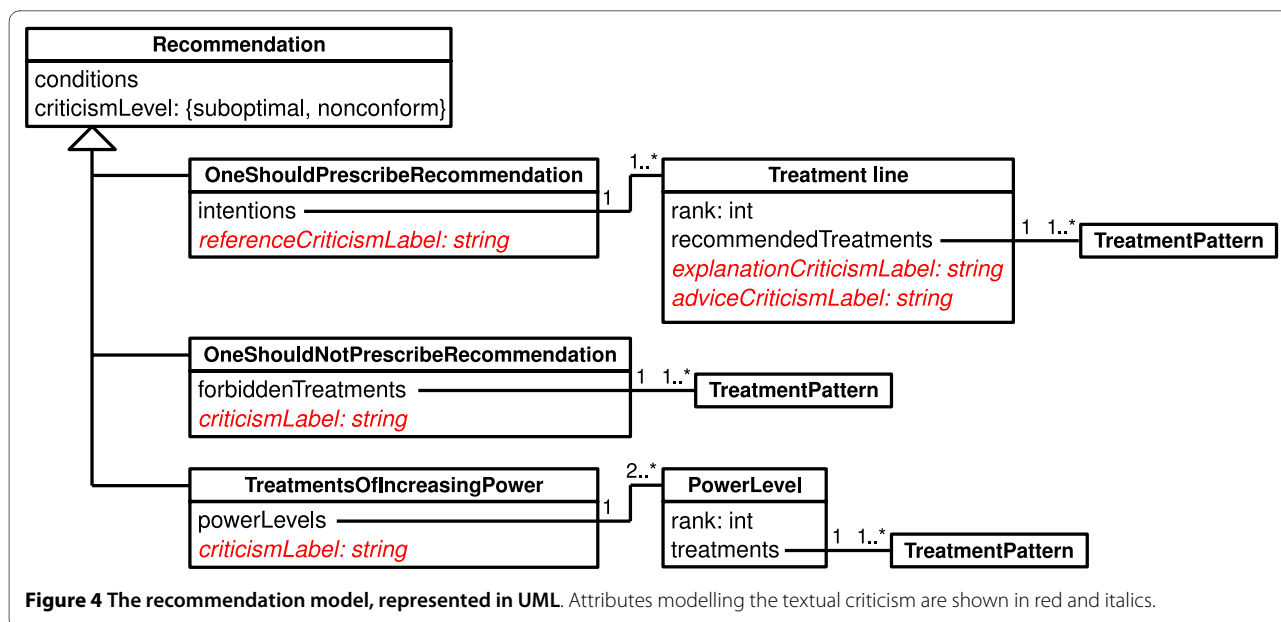 Recommendation
conditions
criticismLevel: {suboptimal, nonconform}
OneShouldPrescribeRecommendation
intentions
referenceCriticismLabel: string
1
1..*
Treatment line
rank: int
recommendedTreatments
explanationCriticismLabel: string
adviceCriticismLabel: string
1 1..*
TreatmentPattern
OneShouldNotPrescribeRecommendation
forbiddenTreatments
criticismLabel: string
1 1..*
TreatmentPattern
TreatmentsOfIncreasingPower
powerLevels
criticismLabel: string
1
2..*
PowerLevel
rank: int
treatments
1 1..*
TreatmentPattern
Figure 4 The recommendation model, represented in UML. Attributes modelling the textual criticism are shown in red and italics.